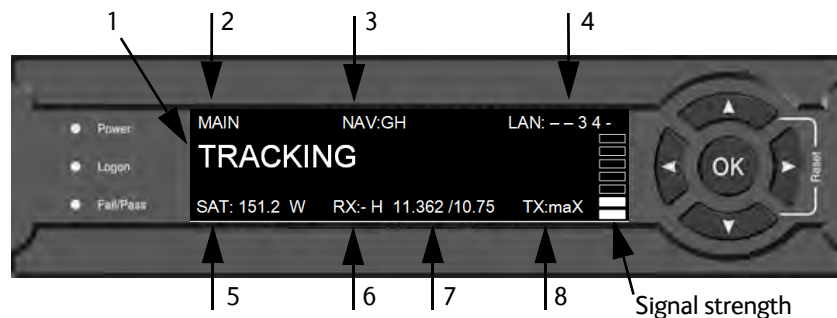 1 2 3 4
Power
Logon
Fail/Pass
MAIN NAV:GH LAN: – – 3 4 -
TRACKING
SAT: 151.2 W RX:- H 11.362 /10.75 TX:maX
OK
Reset
5 6 7 8
Signal strength